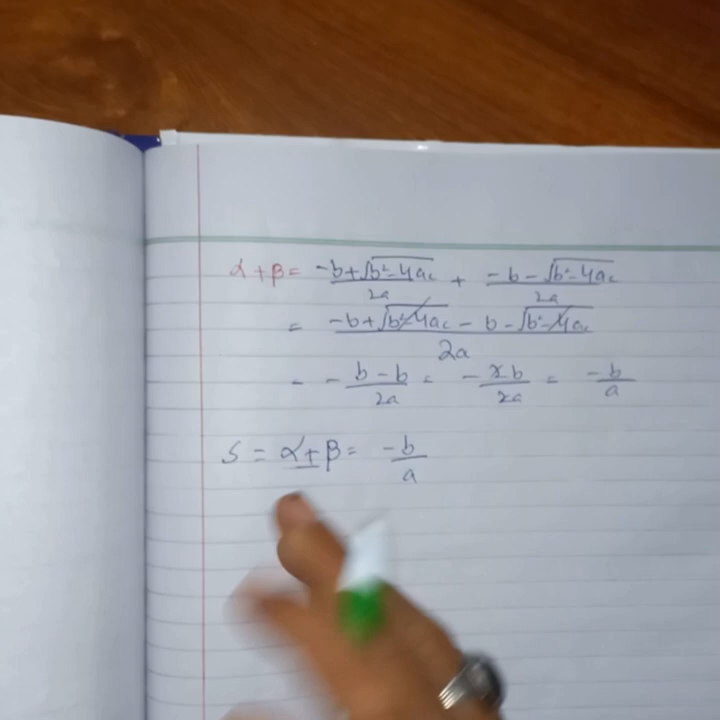 α + β = (-b + √(b² - 4ac))/2a + (-b - √(b² - 4ac))/2a
= (-b + √(b² - 4ac) - b - √(b² - 4ac))/2a
= - (b - b)/2a = - 2b/2a = -b/a
S = α + β = -b/a